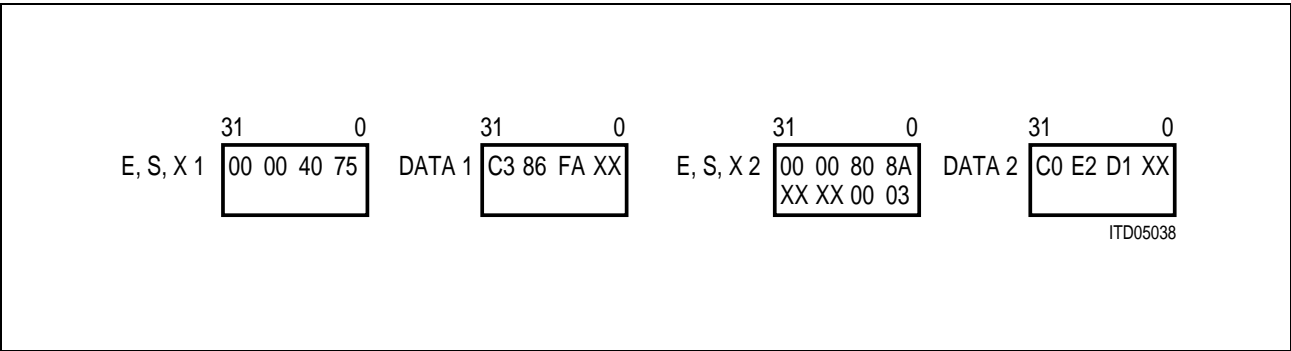 31 0 31 0 31 0 31 0
E, S, X 1 00 00 40 75 DATA 1 C3 86 FA XX E, S, X 2 00 00 80 8A DATA 2 C0 E2 D1 XX
XX XX 00 03
ITD05038